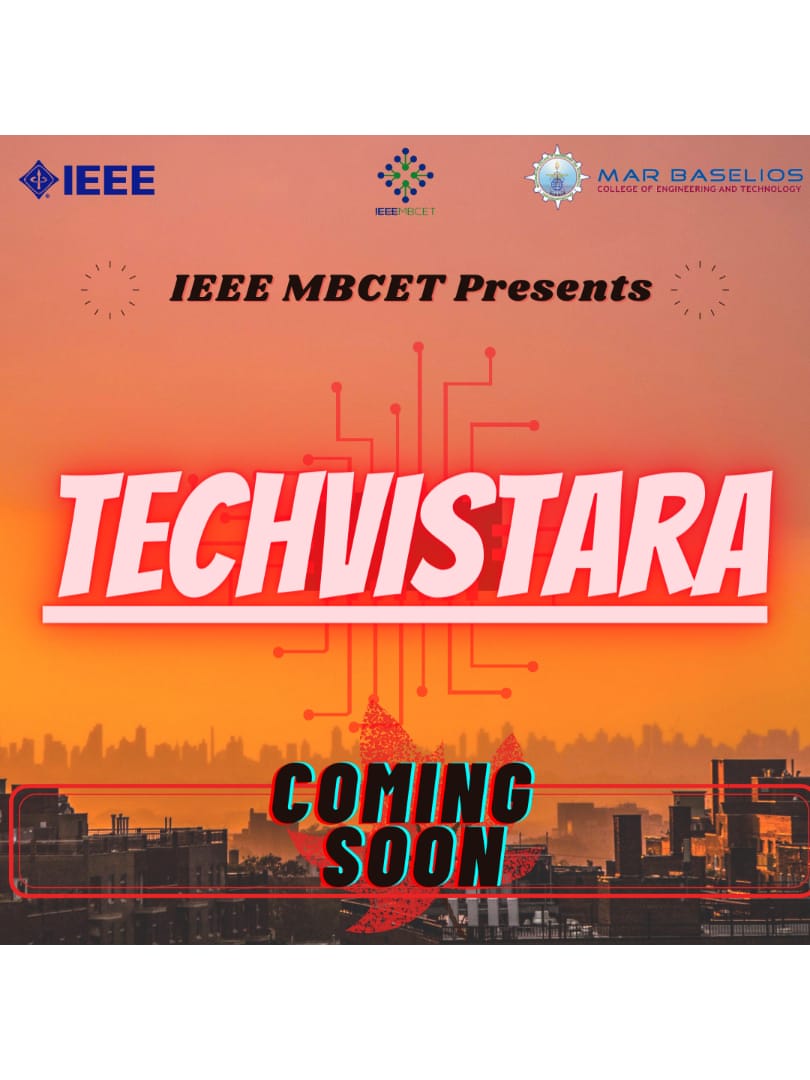 IEEE
IEEEMBCET
MAR BASELIOS
COLLEGE OF ENGINEERING AND TECHNOLOGY
IEEE MBCET Presents
TECHVISTARA
COMING
SOON